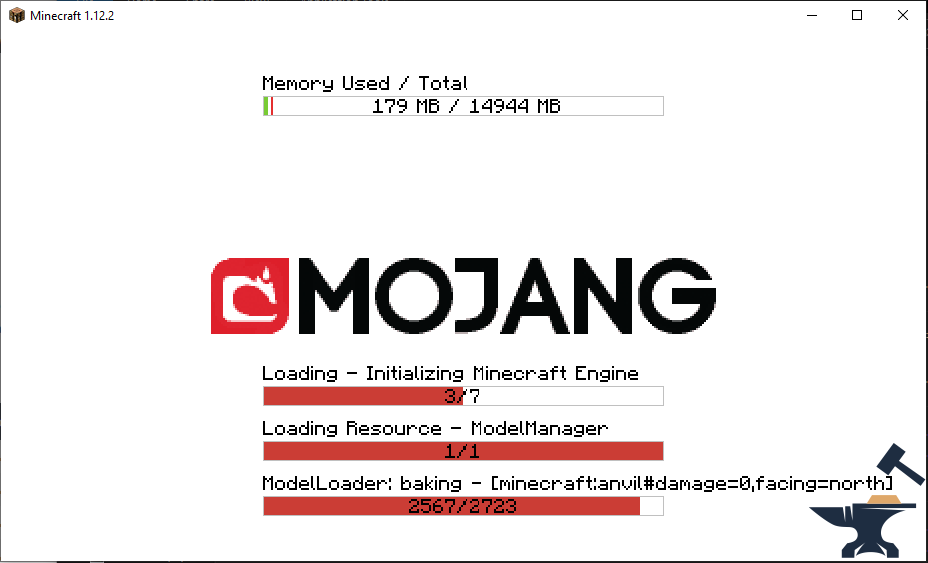 Minecraft 1.12.2
Memory Used / Total
179 MB / 14944 MB
MOJANG
Loading - Initializing Minecraft Engine
3/7
Loading Resource - ModelManager
1/1
ModelLoader: baking - [minecraft:anvil#damage=0,facing=north]
2567/2723